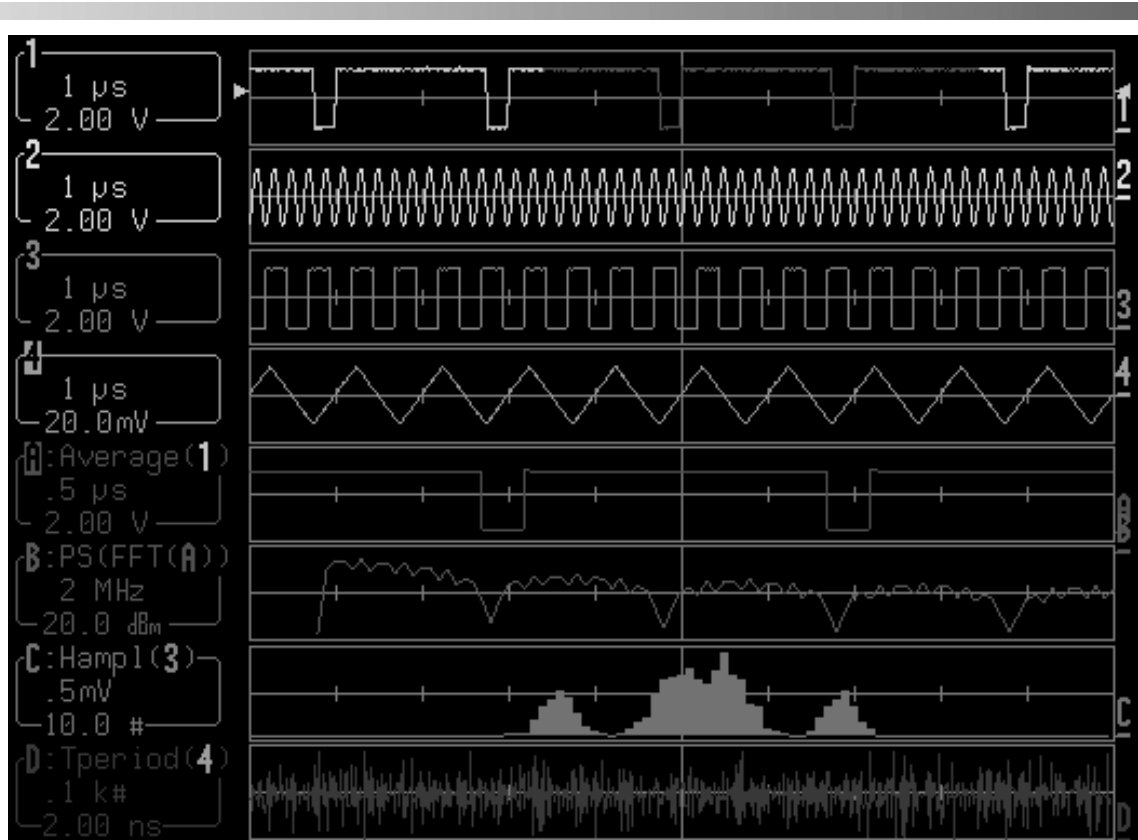 1
1 µs
2.00 V
1
2
1 µs
2.00 V
2
3
1 µs
2.00 V
3
4
1 µs
20.0mV
4
A:Average(1)
.5 µs
2.00 V
A
B:PS(FFT(A))
2 MHz
20.0 dBm
B
C:Hampl(3)
.5mV
10.0 #
C
D:Tperiod(4)
.1 k#
2.00 ns
D